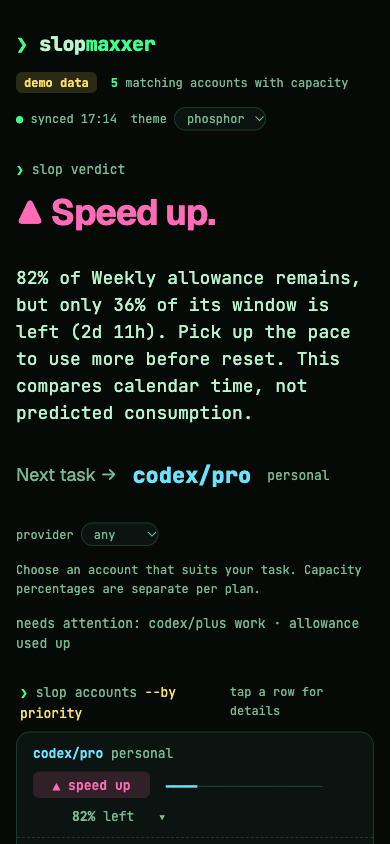 ❯ slopmaxxer
demo data 5 matching accounts with capacity
● synced 17:14 theme phosphor
❯ slop verdict
▲ Speed up.
82% of Weekly allowance remains,
but only 36% of its window is
left (2d 11h). Pick up the pace
to use more before reset. This
compares calendar time, not
predicted consumption.
Next task → codex/pro personal
provider any
Choose an account that suits your task. Capacity
percentages are separate per plan.
needs attention: codex/plus work · allowance
used up
❯ slop accounts --by
priority
tap a row for
details
codex/pro personal
▲ speed up
82% left ▾